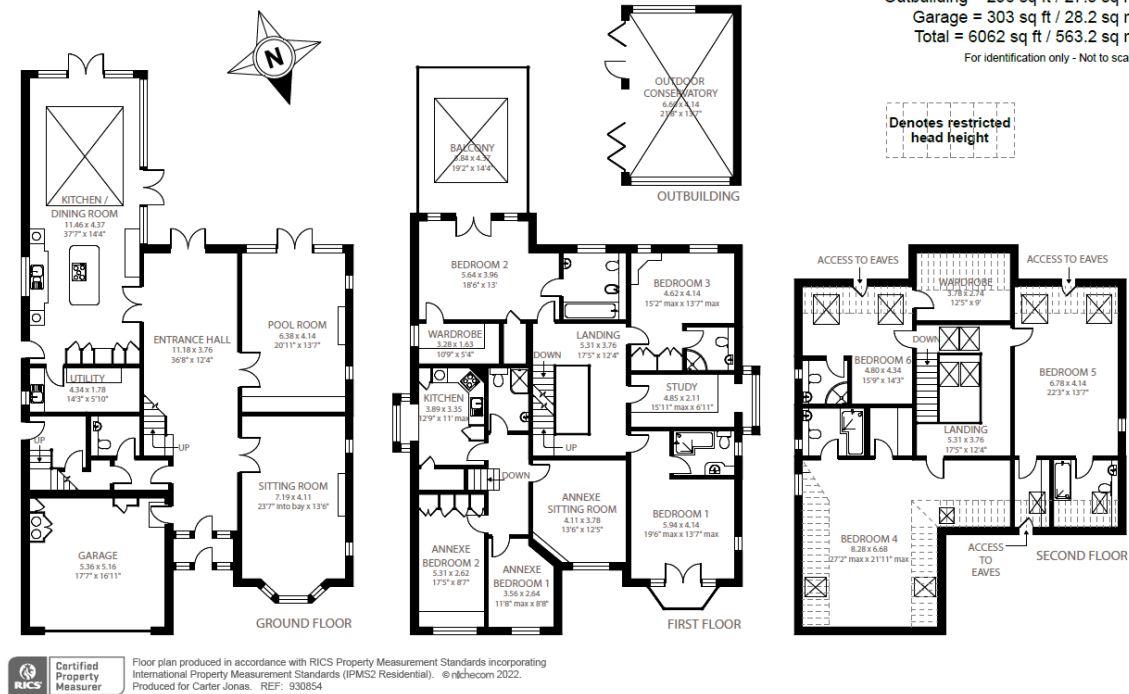 Garage = 303 sq ft / 28.2 sq m
Total = 6062 sq ft / 563.2 sq m
For identification only - Not to sca
Denotes restricted
head height
N
KITCHEN /
DINING ROOM
11.46 x 4.37
37'7" x 14'4"
ENTRANCE HALL
11.18 x 3.76
36'8" x 12'4"
POOL ROOM
6.38 x 4.14
20'11" x 13'7"
UTILITY
4.34 x 1.78
14'3" x 5'10"
UP
UP
SITTING ROOM
7.19 x 4.11
23'7" into bay x 13'6"
GARAGE
5.36 x 5.16
17'7" x 16'11"
GROUND FLOOR
BALCONY
5.84 x 4.37
19'2" x 14'4"
OUTDOOR
CONSERVATORY
6.60 x 4.14
21'8" x 13'7"
OUTBUILDING
BEDROOM 2
5.64 x 3.96
18'6" x 13'
BEDROOM 3
4.62 x 4.14
15'2" max x 13'7" max
WARDROBE
3.28 x 1.63
10'9" x 5'4"
LANDING
5.31 x 3.76
17'5" x 12'4"
DOWN
KITCHEN
3.89 x 3.35
12'9" x 11' max
STUDY
4.85 x 2.11
15'11" max x 6'11"
UP
DOWN
ANNEXE
SITTING ROOM
4.11 x 3.78
13'6" x 12'5"
BEDROOM 1
5.94 x 4.14
19'6" max x 13'7" max
ANNEXE
BEDROOM 2
5.31 x 2.62
17'5" x 8'7"
ANNEXE
BEDROOM 1
3.56 x 2.64
11'8" max x 8'8"
FIRST FLOOR
ACCESS TO EAVES
ACCESS TO EAVES
WARDROBE
3.78 x 2.74
12'5" x 9'
DOWN
BEDROOM 6
4.80 x 4.34
15'9" x 14'3"
BEDROOM 5
6.78 x 4.14
22'3" x 13'7"
LANDING
5.31 x 3.76
17'5" x 12'4"
BEDROOM 4
8.28 x 6.68
27'2" max x 21'11" max
ACCESS
TO
EAVES
SECOND FLOOR
RICS
Certified
Property
Measurer
Floor plan produced in accordance with RICS Property Measurement Standards incorporating
International Property Measurement Standards (IPMS2 Residential). © nichecom 2022.
Produced for Carter Jonas. REF: 930854